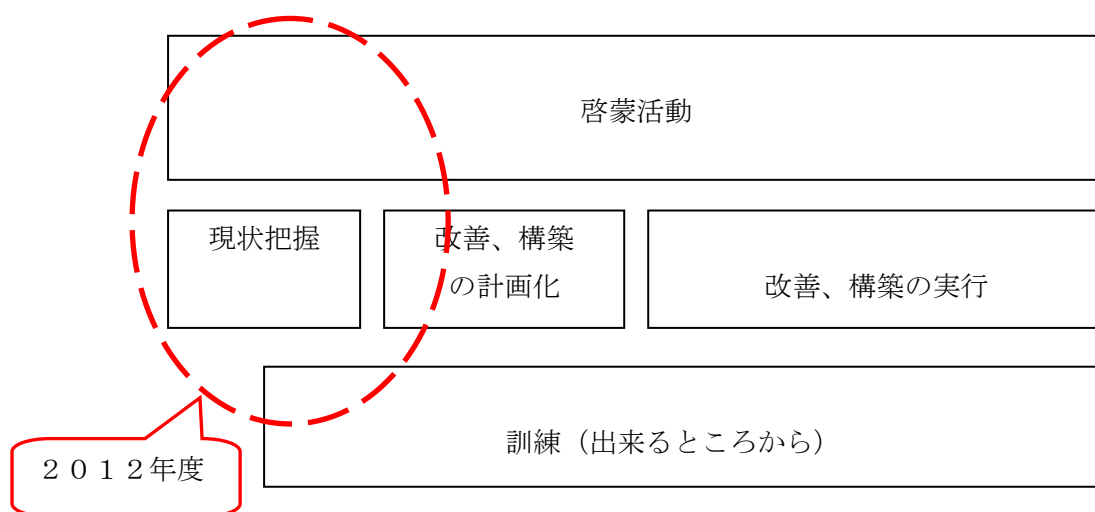 啓蒙活動
現状把握
改善、構築
の計画化
改善、構築の実行
訓練（出来るところから）
２０１２年度